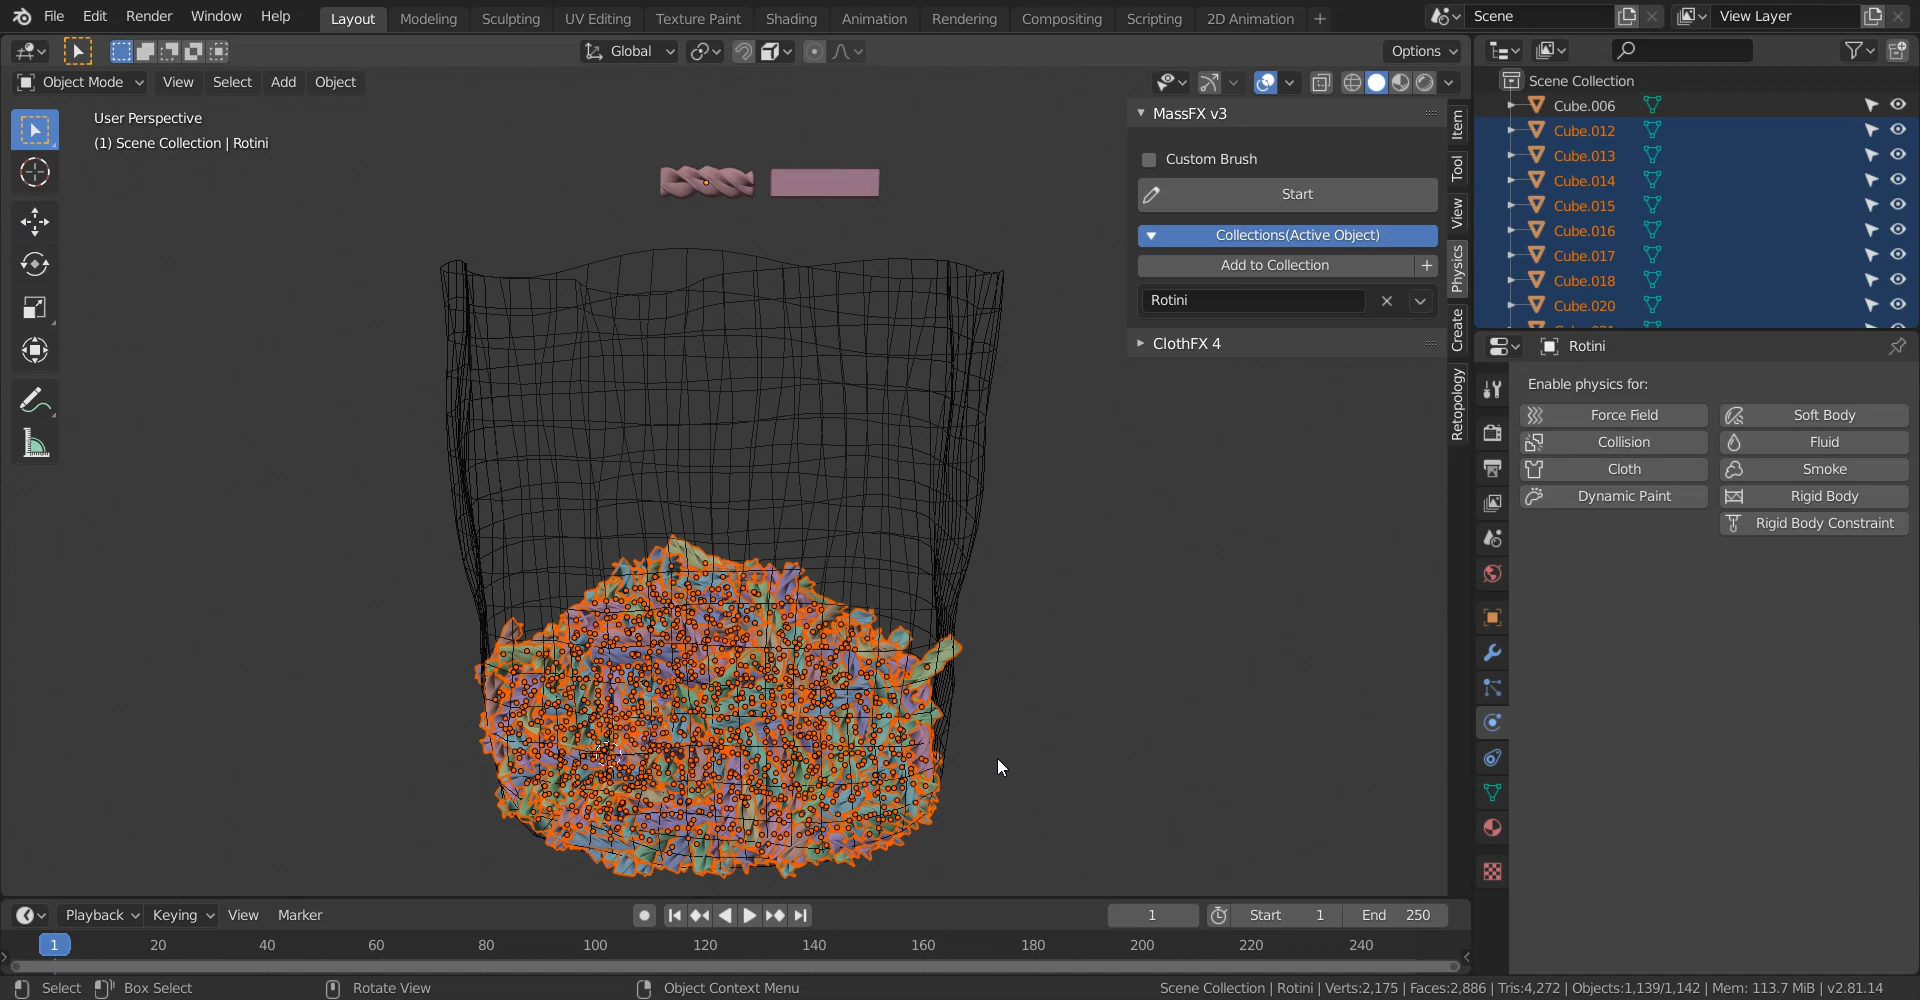 File Edit Render Window Help Layout Modeling Sculpting UV Editing Texture Paint Shading Animation Rendering Compositing Scripting 2D Animation + Scene View Layer
Global Options
Object Mode View Select Add Object
User Perspective
(1) Scene Collection | Rotini
MassFX v3
Custom Brush
Start
Collections(Active Object)
Add to Collection +
Rotini
ClothFX 4
Item
Tool
View
Physics
Create
Retopology
Scene Collection
Cube.006
Cube.012
Cube.013
Cube.014
Cube.015
Cube.016
Cube.017
Cube.018
Cube.020
Rotini
Enable physics for:
Force Field Soft Body
Collision Fluid
Cloth Smoke
Dynamic Paint Rigid Body
Rigid Body Constraint
Playback Keying View Marker 1 Start 1 End 250
1 20 40 60 80 100 120 140 160 180 200 220 240
Select Box Select Rotate View Object Context Menu Scene Collection | Rotini | Verts:2,175 | Faces:2,886 | Tris:4,272 | Objects:1,139/1,142 | Mem: 113.7 MiB | v2.81.14